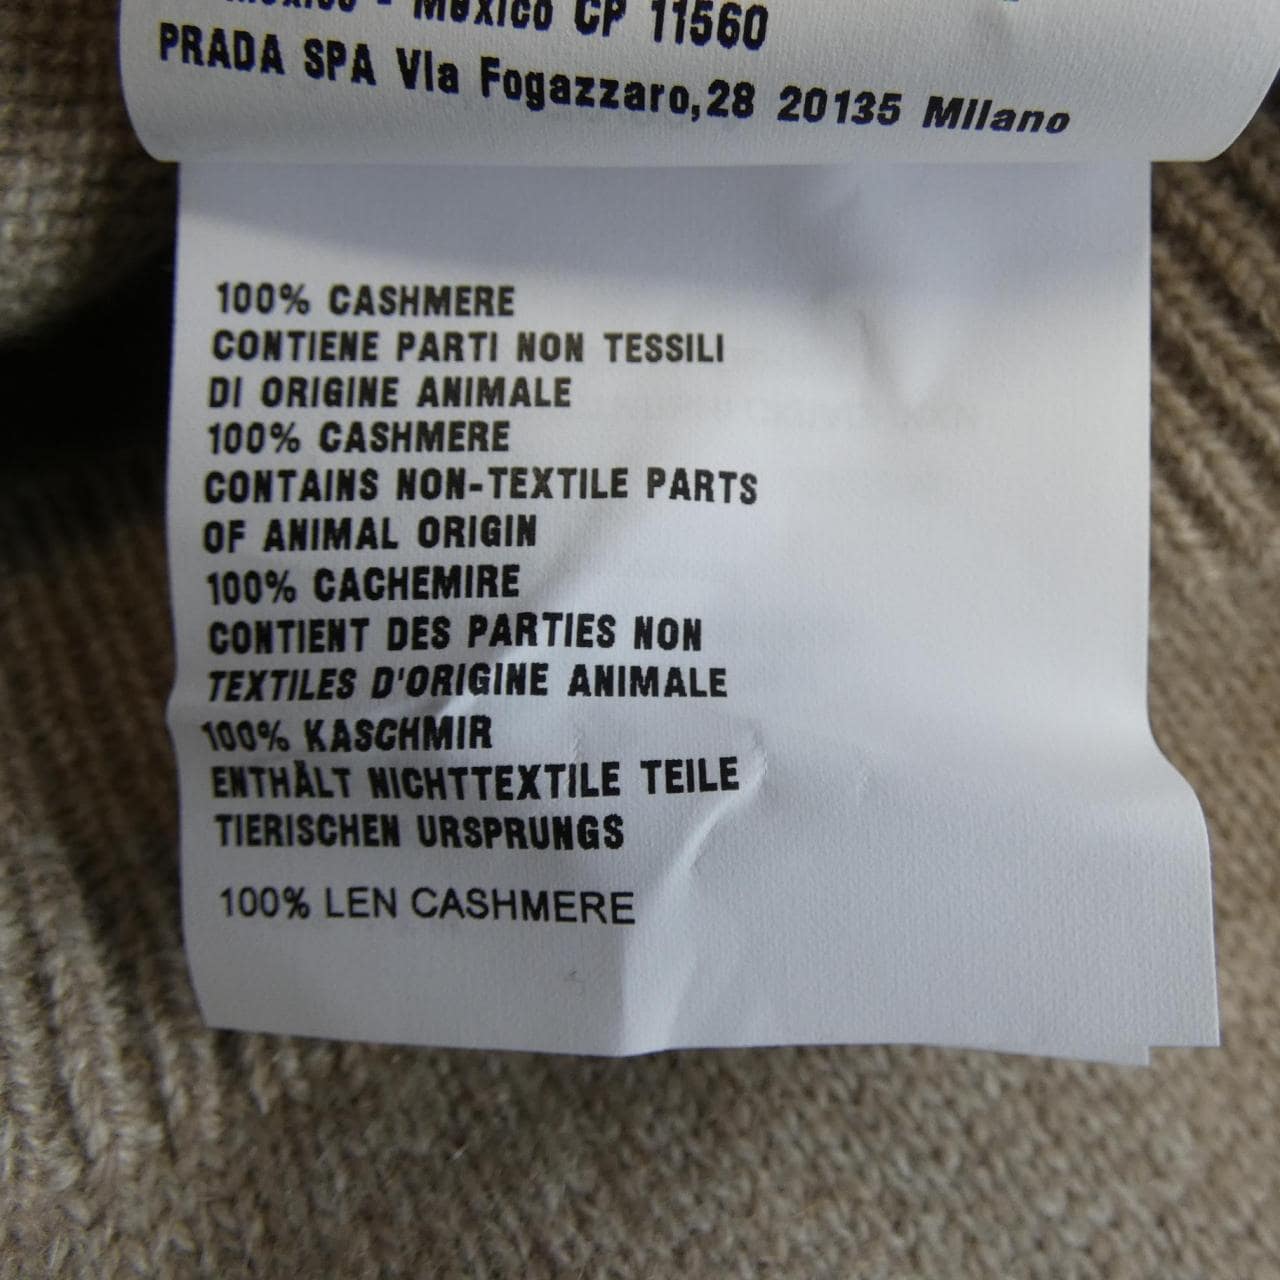 México - México CP 11560
PRADA SPA Via Fogazzaro,28 20135 Milano
100% CASHMERE
CONTIENE PARTI NON TESSILI
DI ORIGINE ANIMALE
100% CASHMERE
CONTAINS NON-TEXTILE PARTS
OF ANIMAL ORIGIN
100% CACHEMIRE
CONTIENT DES PARTIES NON
TEXTILES D'ORIGINE ANIMALE
100% KASCHMIR
ENTHÄLT NICHTTEXTILE TEILE
TIERISCHEN URSPRUNGS
100% LEN CASHMERE